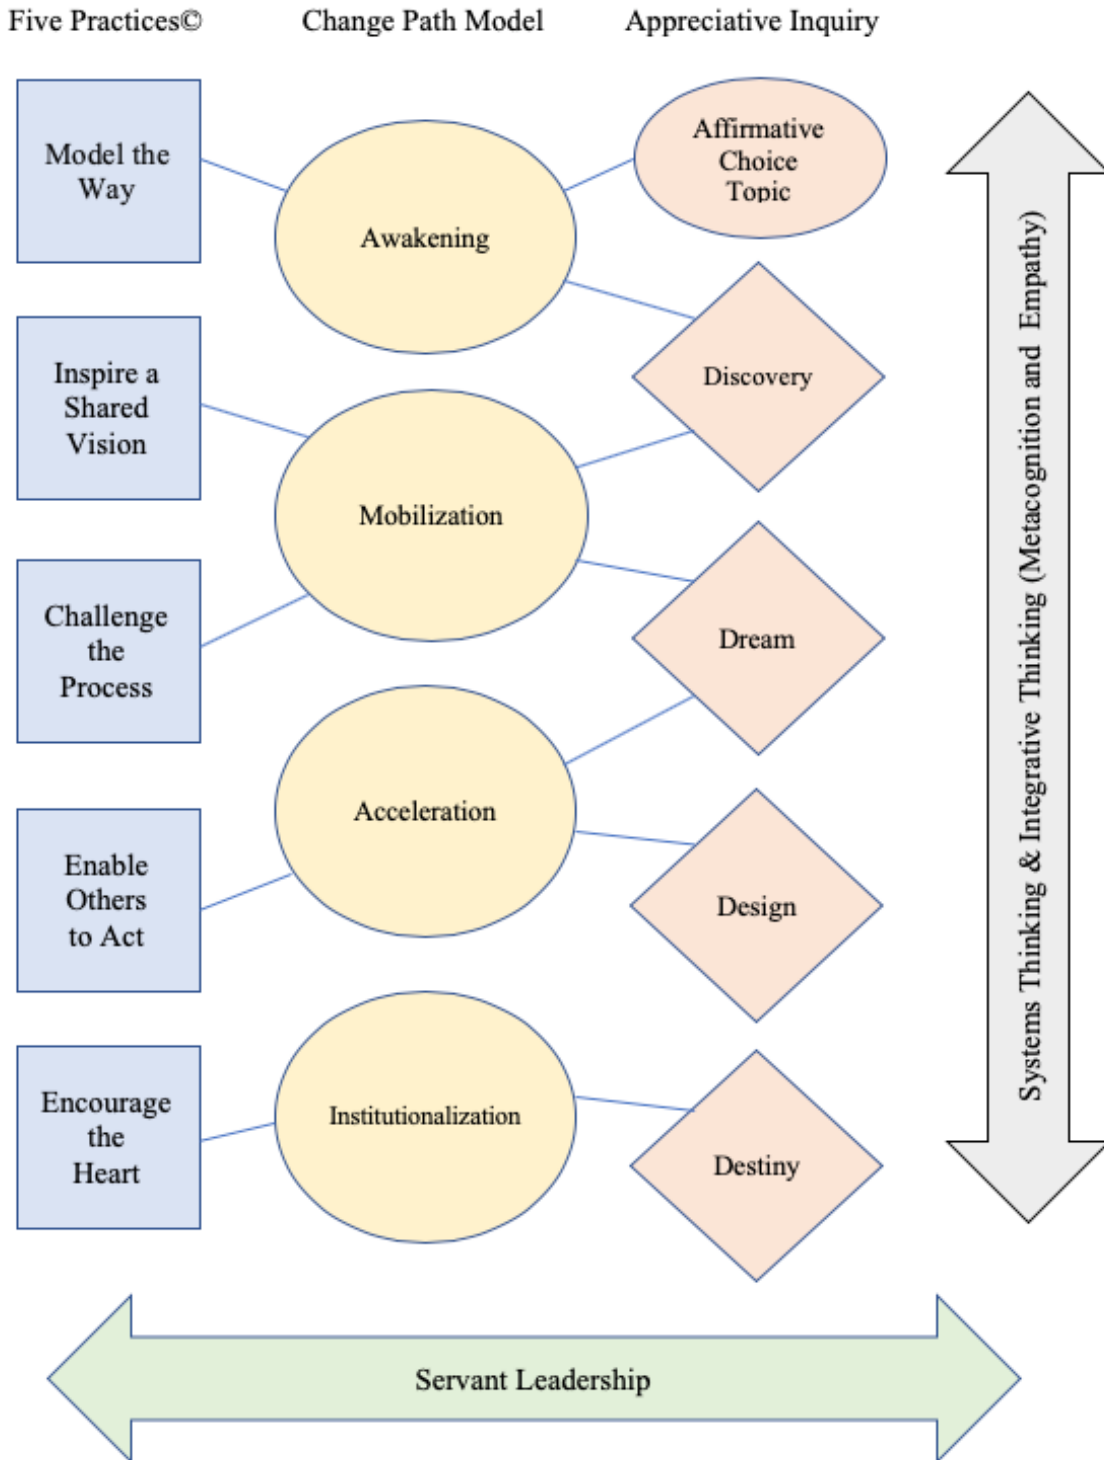 Five Practices©
Change Path Model
Appreciative Inquiry
Model the
Way
Awakening
Affirmative
Choice
Topic
Inspire a
Shared
Vision
Discovery
Mobilization
Challenge
the
Process
Dream
Acceleration
Enable
Others
to Act
Design
Encourage
the
Heart
Institutionalization
Destiny
Systems Thinking & Integrative Thinking (Metacognition and Empathy)
Servant Leadership